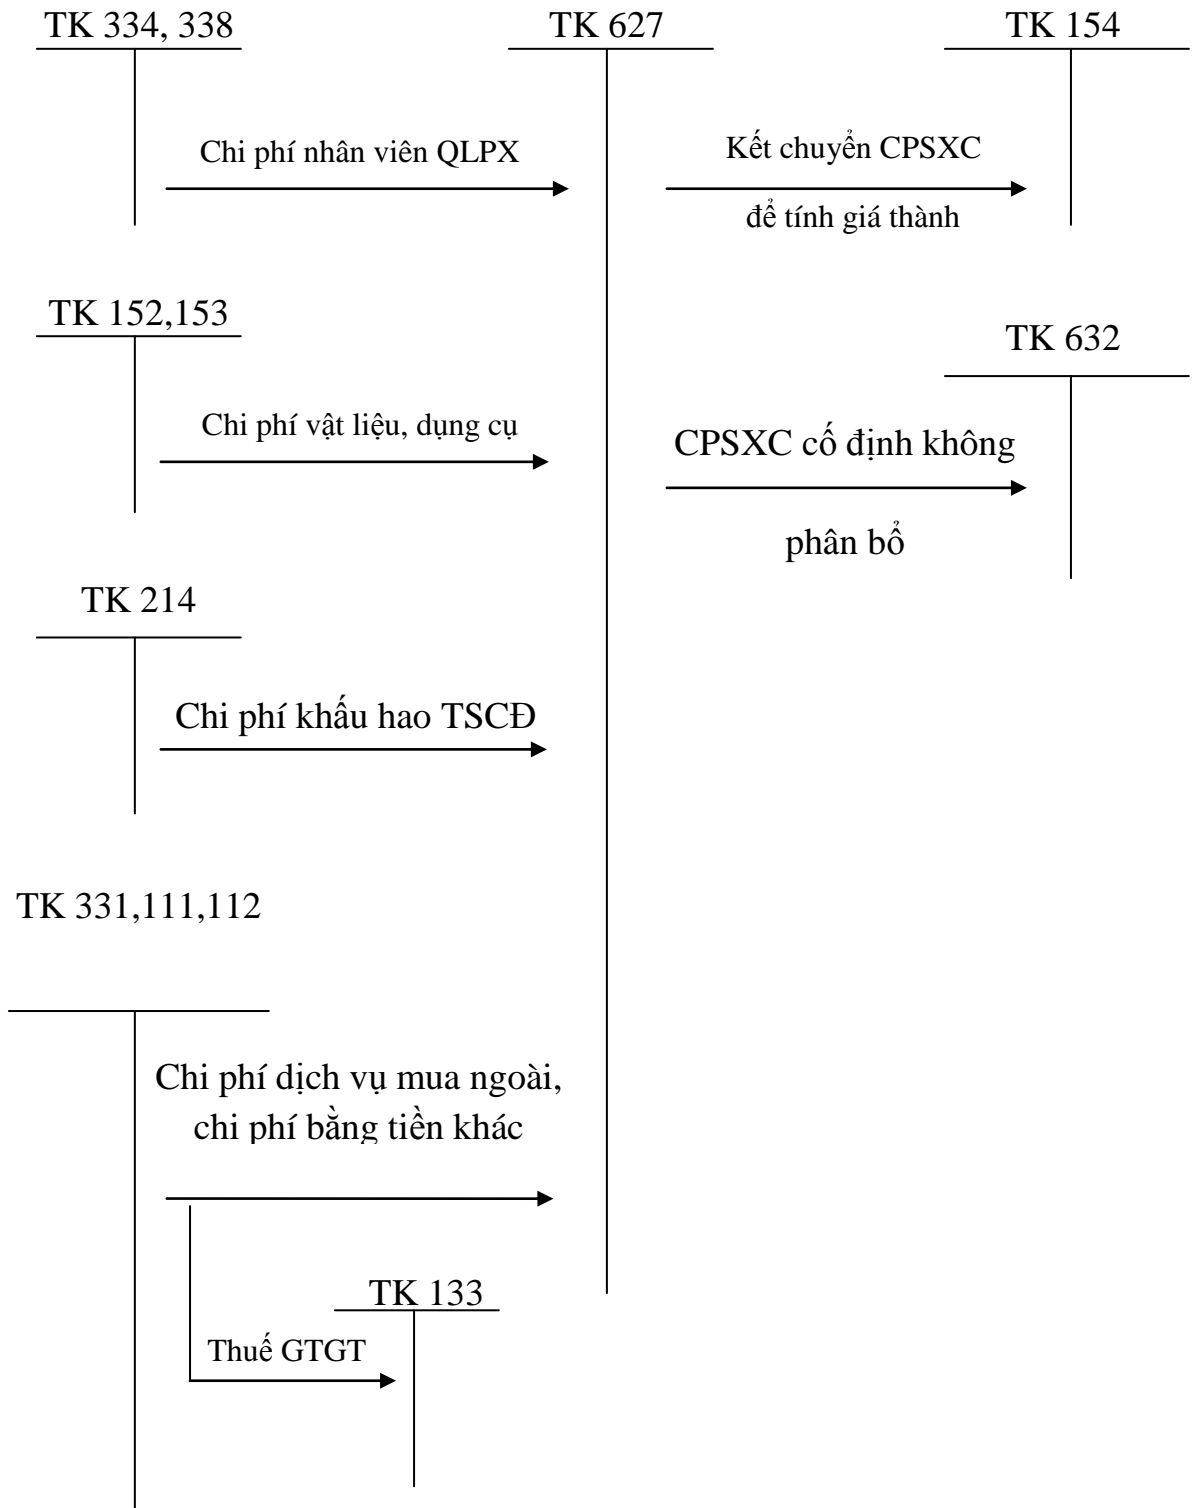 TK 334, 338
TK 627
TK 154
Chi phí nhân viên QLPX
Kết chuyển CPSXC
để tính giá thành
TK 152,153
TK 632
Chi phí vật liệu, dụng cụ
CPSXC cố định không
phân bổ
TK 214
Chi phí khấu hao TSCĐ
TK 331,111,112
Chi phí dịch vụ mua ngoài,
chi phí bằng tiền khác
TK 133
Thuế GTGT